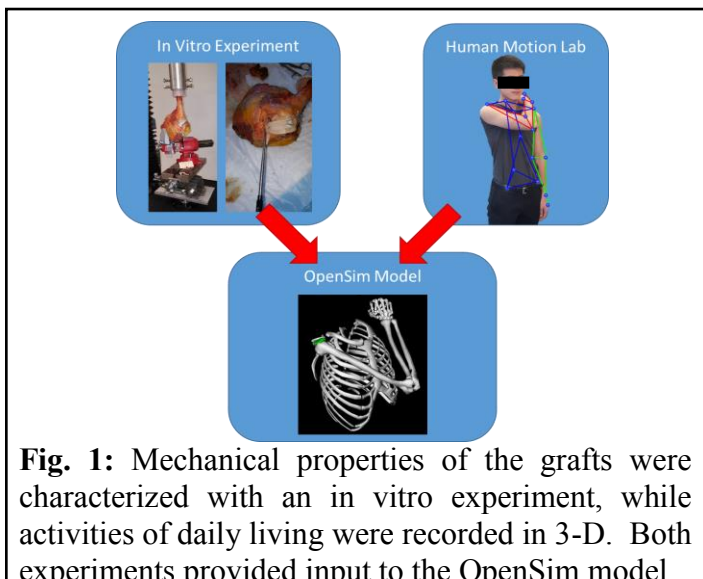 In Vitro Experiment
Human Motion Lab
OpenSim Model
Fig. 1: Mechanical properties of the grafts were
characterized with an in vitro experiment, while
activities of daily living were recorded in 3-D. Both
experiments provided input to the OpenSim model